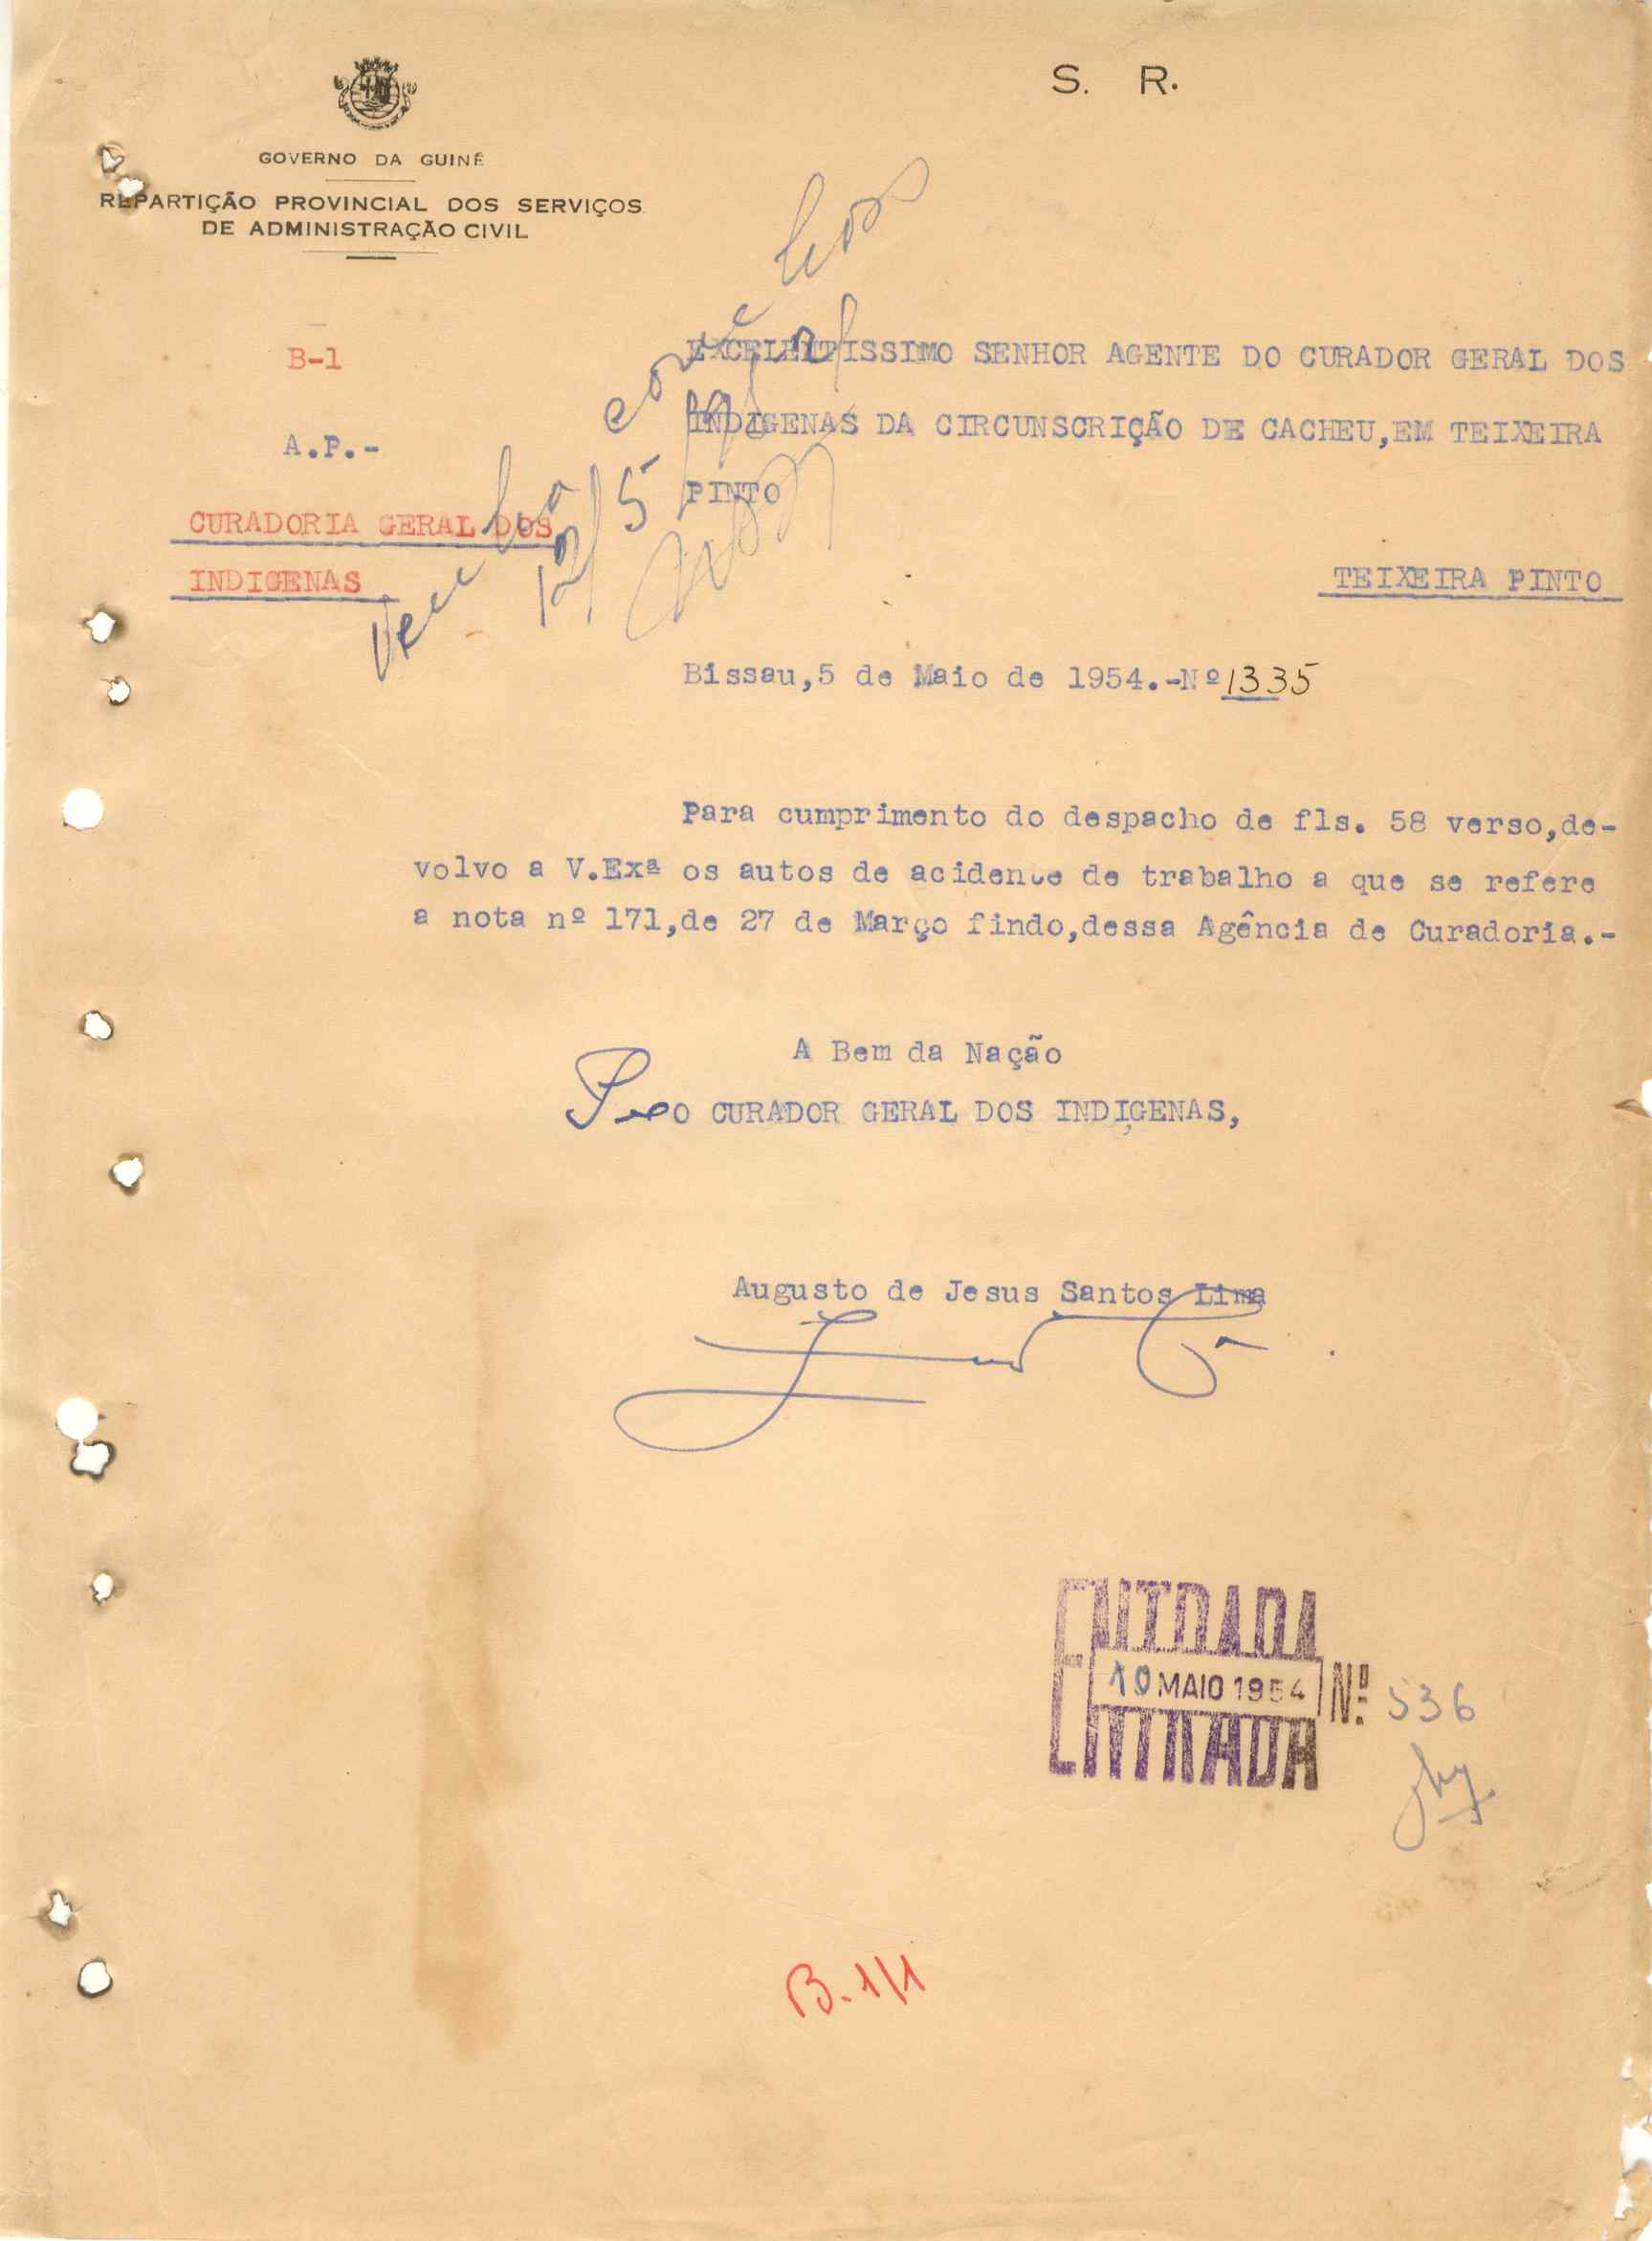 S. R.
GOVERNO DA GUINÉ
REPARTIÇÃO PROVINCIAL DOS SERVIÇOS
DE ADMINISTRAÇÃO CIVIL
B-1
A.P.-
CURADORIA GERAL DOS
INDIGENAS
EXCELENTISSIMO SENHOR AGENTE DO CURADOR GERAL DOS
INDIGENAS DA CIRCUNSCRIÇÃO DE CACHEU,EM TEIXEIRA
PINTO
TEIXEIRA PINTO
12/5
Bissau,5 de Maio de 1954.-Nº 1335
Para cumprimento do despacho de fls. 58 verso,de-
volvo a V.Exª os autos de acidente de trabalho a que se refere
a nota nº 171,de 27 de Março findo,dessa Agência de Curadoria.-
A Bem da Nação
O CURADOR GERAL DOS INDIGENAS,
Augusto de Jesus Santos Lima
ENTRADA
10 MAIO 1954 Nº 536
ENTRADA
B.1/1